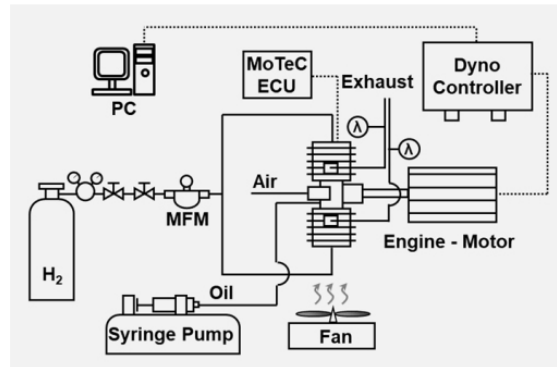 MoTeC
ECU
Exhaust
Dyno
Controller
PC
λ
λ
Air
MFM
H₂
Engine - Motor
Oil
Syringe Pump
Fan